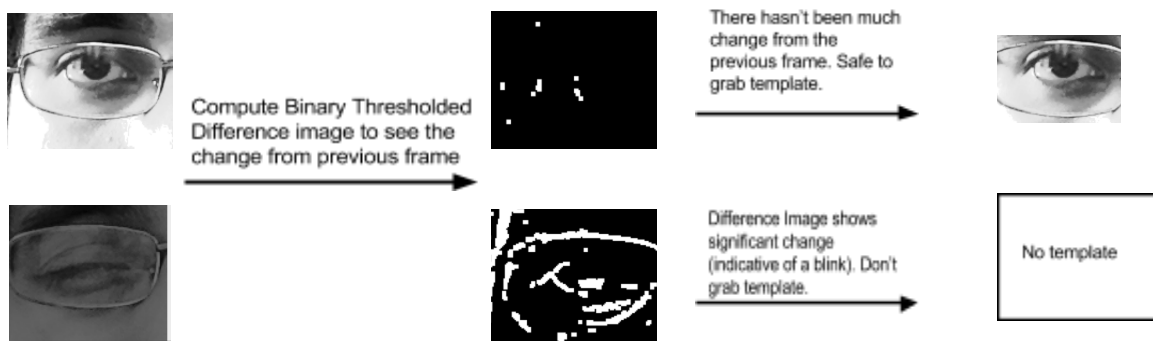 Compute Binary Thresholded
Difference image to see the
change from previous frame
There hasn't been much
change from the
previous frame. Safe to
grab template.
Difference Image shows
significant change
(indicative of a blink). Don't
grab template.
No template